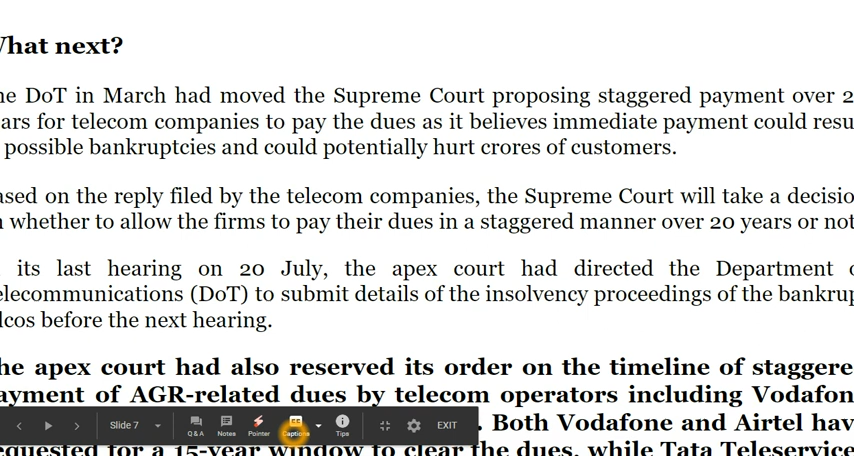 What next?
he DoT in March had moved the Supreme Court proposing staggered payment over 2
ars for telecom companies to pay the dues as it believes immediate payment could resu
possible bankruptcies and could potentially hurt crores of customers.
ased on the reply filed by the telecom companies, the Supreme Court will take a decisio
n whether to allow the firms to pay their dues in a staggered manner over 20 years or not
its last hearing on 20 July, the apex court had directed the Department o
elecommunications (DoT) to submit details of the insolvency proceedings of the bankrup
lcos before the next hearing.
he apex court had also reserved its order on the timeline of staggere
ayment of AGR-related dues by telecom operators including Vodafon
. Both Vodafone and Airtel hav
equested for a 15-year window to clear the dues, while Tata Teleservice
Slide 7 Q & A Notes Pointer Captions Tips EXIT